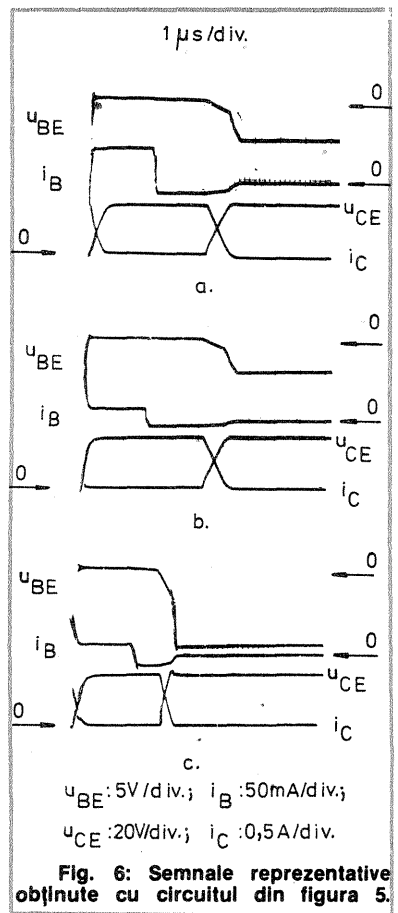 1 µs/div.
0
u_BE
i_B
0
u_CE
0
i_C
a.
0
u_BE
i_B
0
u_CE
0
i_C
b.
0
u_BE
i_B
0
u_CE
0
i_C
c.
u_BE : 5V/div.; i_B : 50mA/div.;
u_CE : 20V/div.; i_C : 0,5A/div.
Fig. 6: Semnale reprezentative
obținute cu circuitul din figura 5.